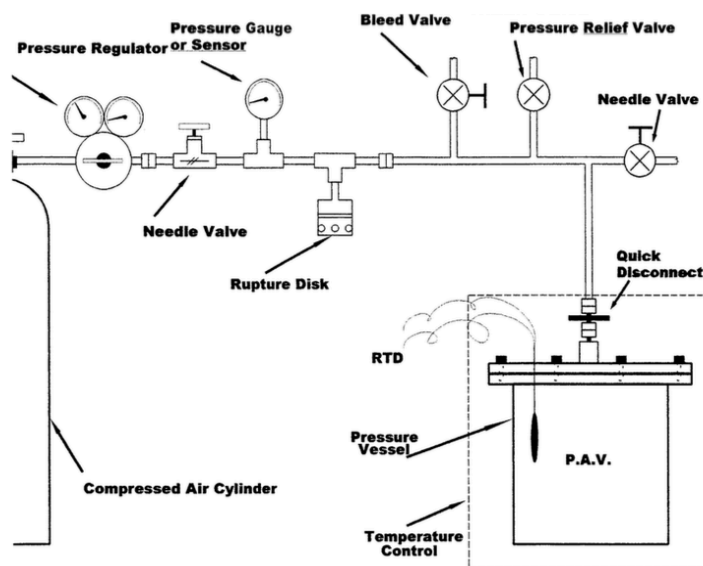 Bleed Valve
Pressure Relief Valve
Pressure Gauge
or Sensor
Pressure Regulator
Needle Valve
Needle Valve
Rupture Disk
Quick
Disconnect
RTD
Pressure
Vessel
P.A.V.
Compressed Air Cylinder
Temperature
Control